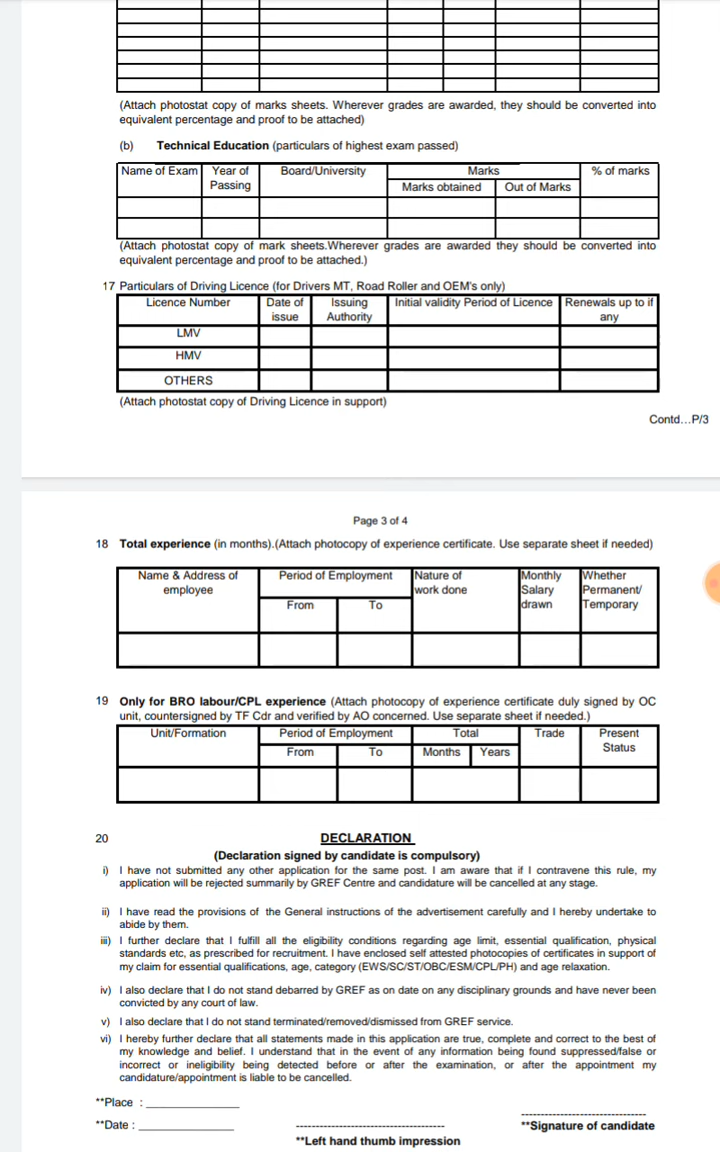 (Attach photostat copy of marks sheets. Wherever grades are awarded, they should be converted into
equivalent percentage and proof to be attached)
(b) Technical Education (particulars of highest exam passed)
Name of Exam Year of Board/University Marks % of marks
Passing Marks obtained Out of Marks
(Attach photostat copy of mark sheets.Wherever grades are awarded they should be converted into
equivalent percentage and proof to be attached.)
17 Particulars of Driving Licence (for Drivers MT, Road Roller and OEM's only)
Licence Number Date of Issuing Initial validity Period of Licence Renewals up to if
issue Authority any
LMV
HMV
OTHERS
(Attach photostat copy of Driving Licence in support)
Contd...P/3
Page 3 of 4
18 Total experience (in months).(Attach photocopy of experience certificate. Use separate sheet if needed)
Name & Address of Period of Employment Nature of Monthly Whether
employee work done Salary Permanent/
From To drawn Temporary
19 Only for BRO labour/CPL experience (Attach photocopy of experience certificate duly signed by OC
unit, countersigned by TF Cdr and verified by AO concerned. Use separate sheet if needed.)
Unit/Formation Period of Employment Total Trade Present
From To Months Years Status
20 DECLARATION
(Declaration signed by candidate is compulsory)
i) I have not submitted any other application for the same post. I am aware that if I contravene this rule, my
application will be rejected summarily by GREF Centre and candidature will be cancelled at any stage.
ii) I have read the provisions of the General instructions of the advertisement carefully and I hereby undertake to
abide by them.
iii) I further declare that I fulfill all the eligibility conditions regarding age limit, essential qualification, physical
standards etc, as prescribed for recruitment. I have enclosed self attested photocopies of certificates in support of
my claim for essential qualifications, age, category (EWS/SC/ST/OBC/ESM/CPL/PH) and age relaxation.
iv) I also declare that I do not stand debarred by GREF as on date on any disciplinary grounds and have never been
convicted by any court of law.
v) I also declare that I do not stand terminated/removed/dismissed from GREF service.
vi) I hereby further declare that all statements made in this application are true, complete and correct to the best of
my knowledge and belief. I understand that in the event of any information being found suppressed/false or
incorrect or ineligibility being detected before or after the examination, or after the appointment my
candidature/appointment is liable to be cancelled.
**Place : ________________
**Date : ________________ **Signature of candidate
**Left hand thumb impression